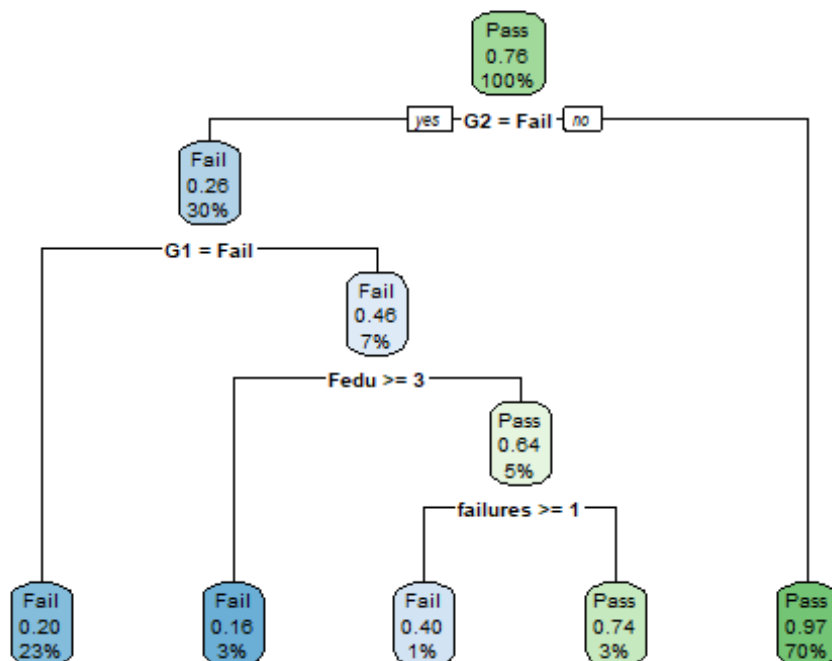 Pass
0.76
100%
yes G2 = Fail no
Fail
0.26
30%
G1 = Fail
Fail
0.46
7%
Fedu >= 3
Pass
0.64
5%
failures >= 1
Fail
0.20
23%
Fail
0.16
3%
Fail
0.40
1%
Pass
0.74
3%
Pass
0.97
70%